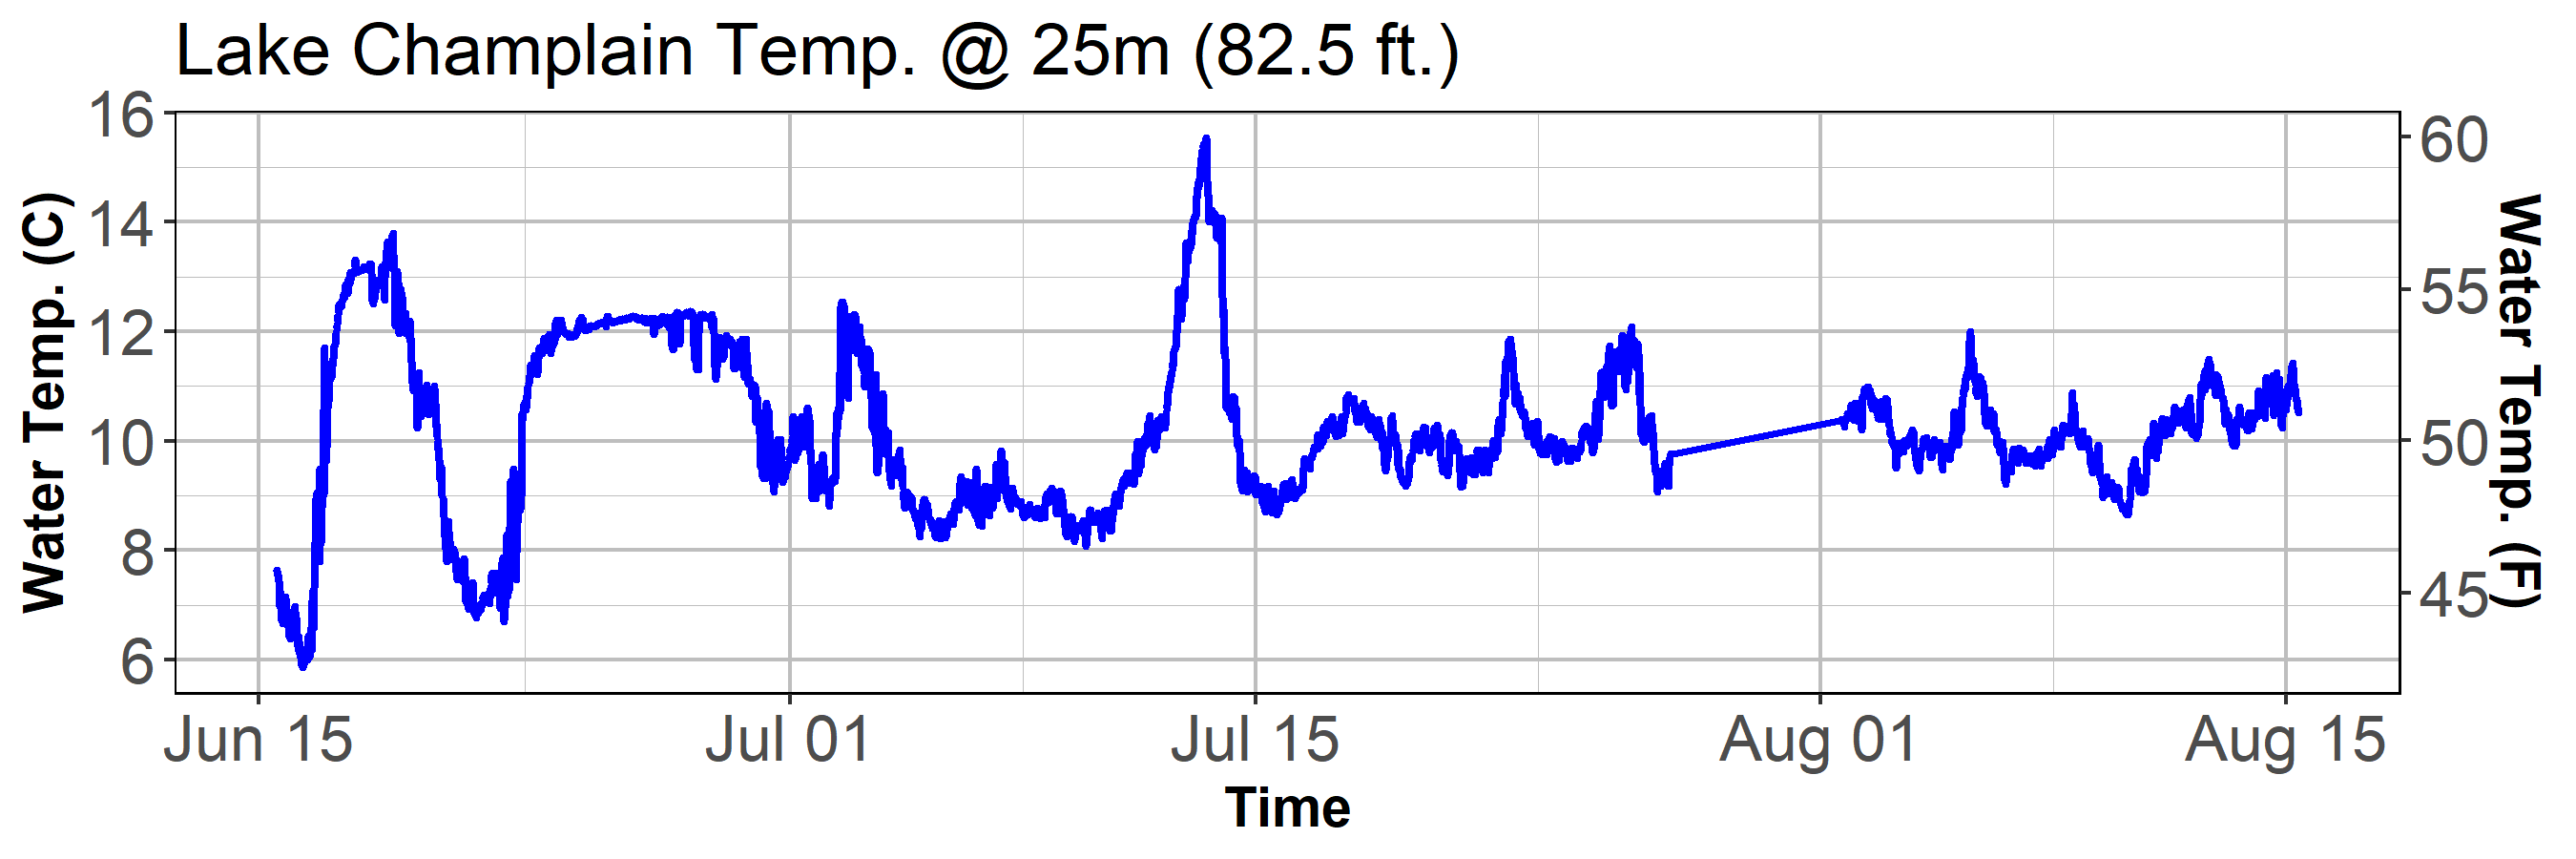 Lake Champlain Temp. @ 25m (82.5 ft.)
Water Temp. (C)
16
14
12
10
8
6
60
55
50
45
Water Temp. (F)
Jun 15
Jul 01
Jul 15
Aug 01
Aug 15
Time